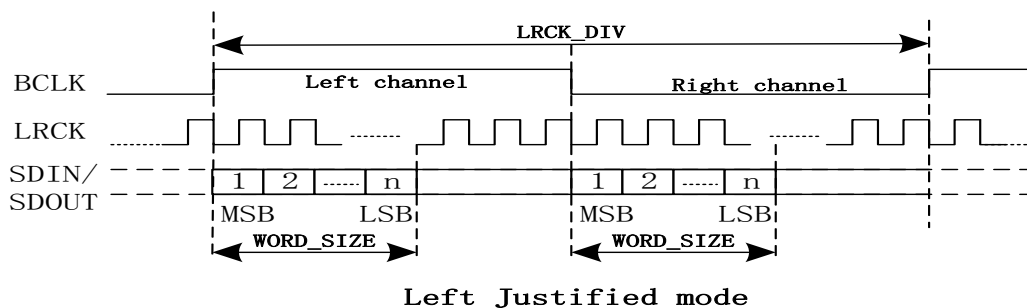 LRCK_DIV
BCLK Left channel Right channel
LRCK
SDIN/ 1 2 n 1 2 n
SDOUT
MSB LSB MSB LSB
WORD_SIZE WORD_SIZE
Left Justified mode